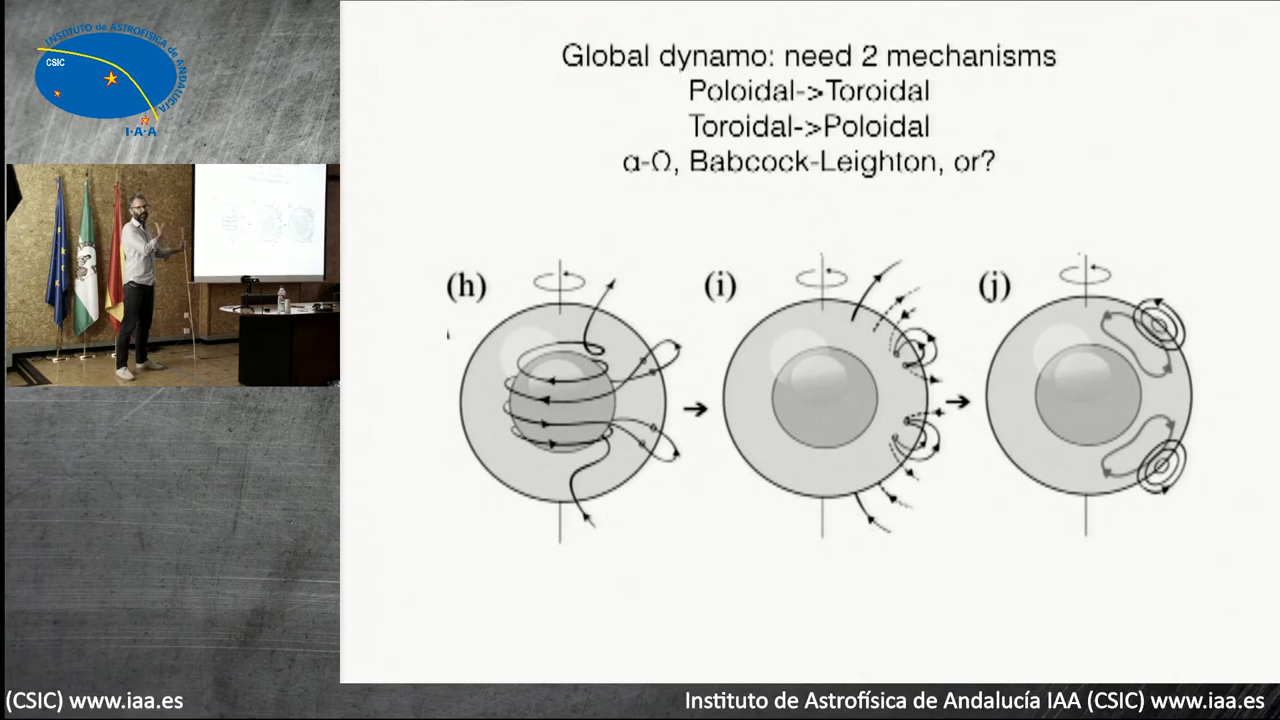 INSTITUTO de ASTROFÍSICA de ANDALUCÍA
CSIC
I·A·A
Global dynamo: need 2 mechanisms
Poloidal->Toroidal
Toroidal->Poloidal
α-Ω, Babcock-Leighton, or?
(h)
(i)
(j)
(CSIC) www.iaa.es
Instituto de Astrofísica de Andalucía IAA (CSIC) www.iaa.es